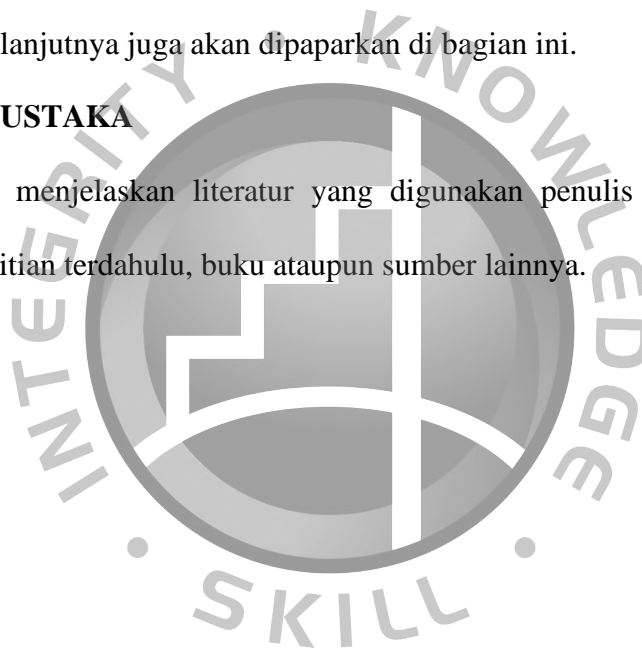 lanjutnya juga akan dipaparkan di bagian ini.
USTAKA
menjelaskan literatur yang digunakan penulis
itian terdahulu, buku ataupun sumber lainnya.
INTEGRITY • KNOWLEDGE • SKILL •